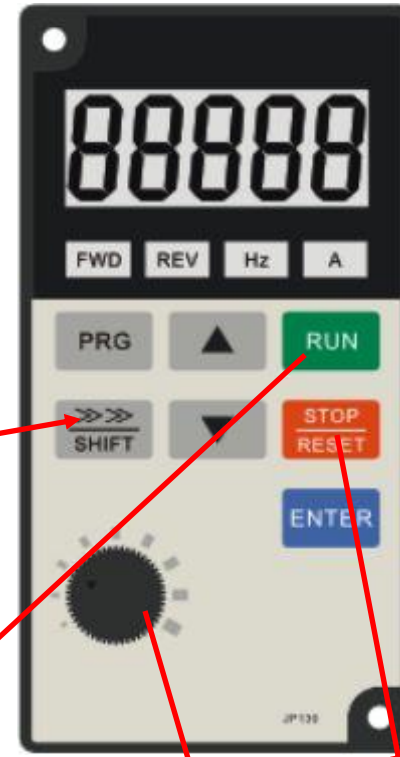 88888
FWD REV Hz A
PRG ▲ RUN
≫≫ ▼ STOP
SHIFT RESET
ENTER
JP130